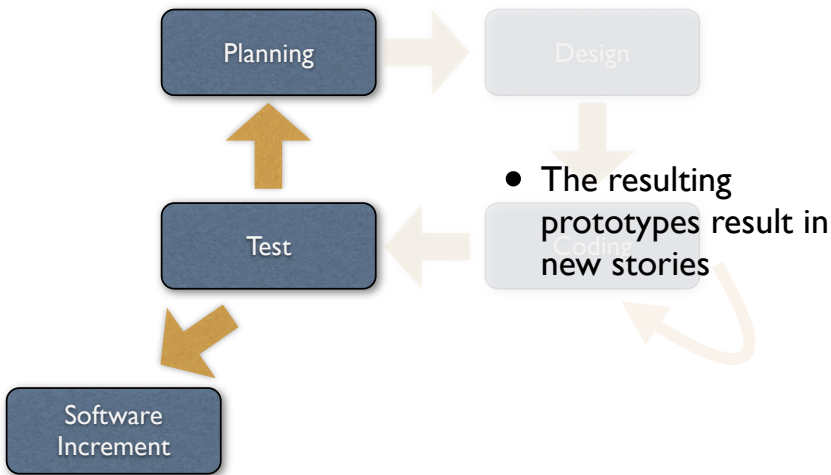 Planning
Design
• The resulting
prototypes result in
Coding
new stories
Test
Software
Increment